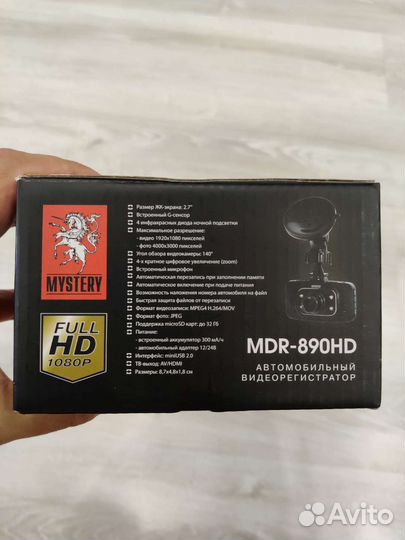 Размер ЖК-экрана: 2.7"
Встроенный G-сенсор
4 инфракрасных диода ночной подсветки
Максимальное разрешение:
- видео 1920x1080 пикселей
- фото 4000x3000 пикселей
Угол обзора видеокамеры: 140°
4-х кратное цифровое увеличение (zoom)
Встроенный микрофон
Автоматическая перезапись при заполнении памяти
Автоматическое включение при подаче питания
Возможность наложения номера автомобиля на файл
Быстрая защита файлов от перезаписи
Формат видеозаписи: MPEG4 H.264/MOV
Формат фото: JPEG
Поддержка microSD карт: до 32 Гб
Питание:
- встроенный аккумулятор 300 мА/ч
- автомобильный адаптер 12/24В
Интерфейс: miniUSB 2.0
ТВ-выход: AV/HDMI
Размеры: 8,7x4,8x1,8 см
MYSTERY
FULL
HD
1080P
MDR-890HD
АВТОМОБИЛЬНЫЙ
ВИДЕОРЕГИСТРАТОР
Avito